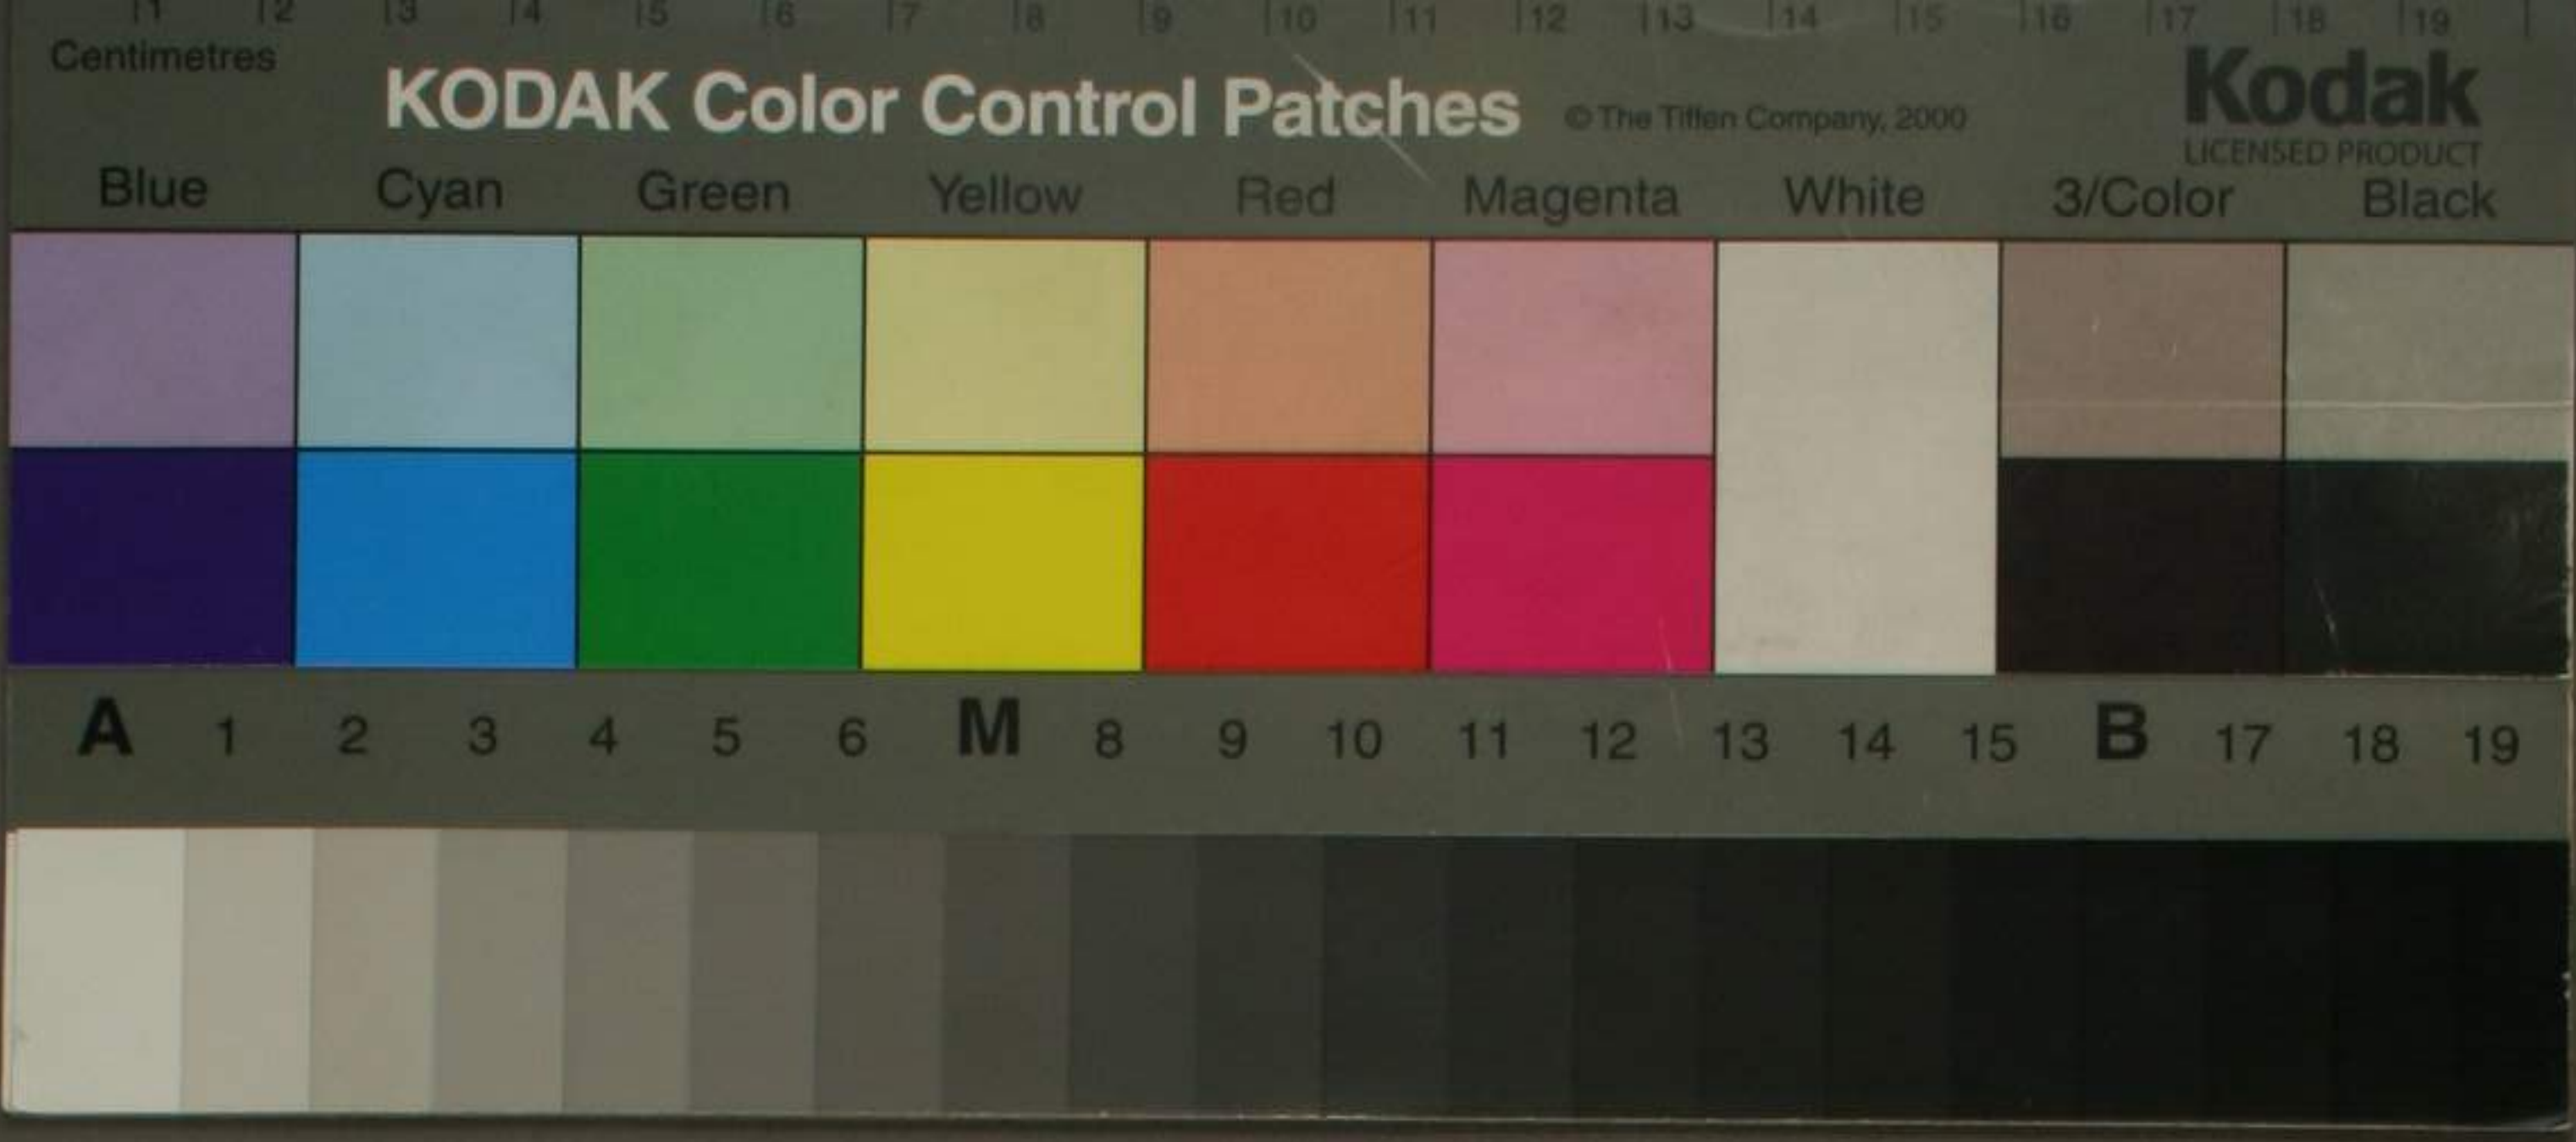 1 2 3 4 5 6 7 8 9 10 11 12 13 14 15 16 17 18 19
Centimetres
KODAK Color Control Patches
© The Tiffen Company, 2000
Kodak
LICENSED PRODUCT
Blue Cyan Green Yellow Red Magenta White 3/Color Black
A 1 2 3 4 5 6 M 8 9 10 11 12 13 14 15 B 17 18 19